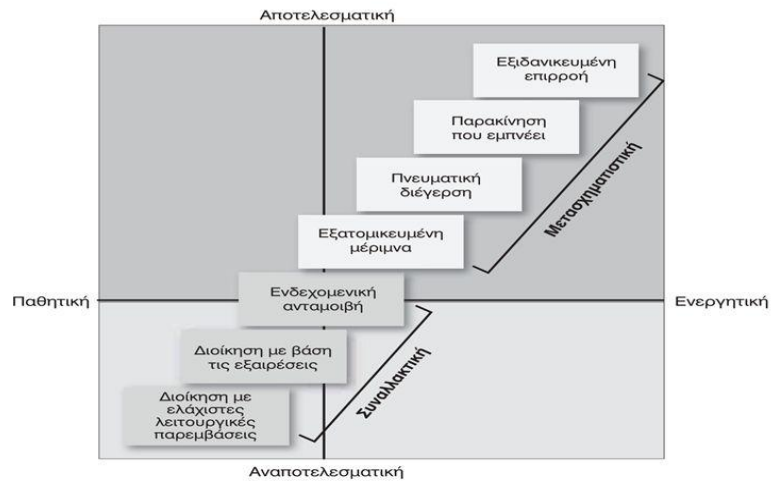 Αποτελεσματική
Εξιδανικευμένη
επιρροή
Παρακίνηση
που εμπνέει
Πνευματική
διέγερση
Μετασχηματιστική
Εξατομικευμένη
μέριμνα
Παθητική
Ενδεχομενική
ανταμοιβή
Ενεργητική
Διοίκηση με βάση
τις εξαιρέσεις
Συναλλακτική
Διοίκηση με
ελάχιστες
λειτουργικές
παρεμβάσεις
Αναποτελεσματική